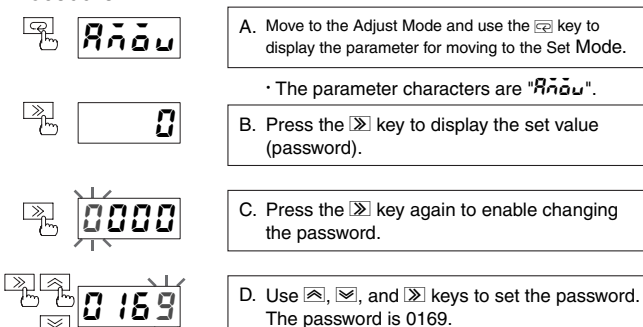 Amov
A. Move to the Adjust Mode and use the key to
display the parameter for moving to the Set Mode.
· The parameter characters are "Amov".
0
B. Press the key to display the set value
(password).
0000
C. Press the key again to enable changing
the password.
0169
D. Use , , and keys to set the password.
The password is 0169.